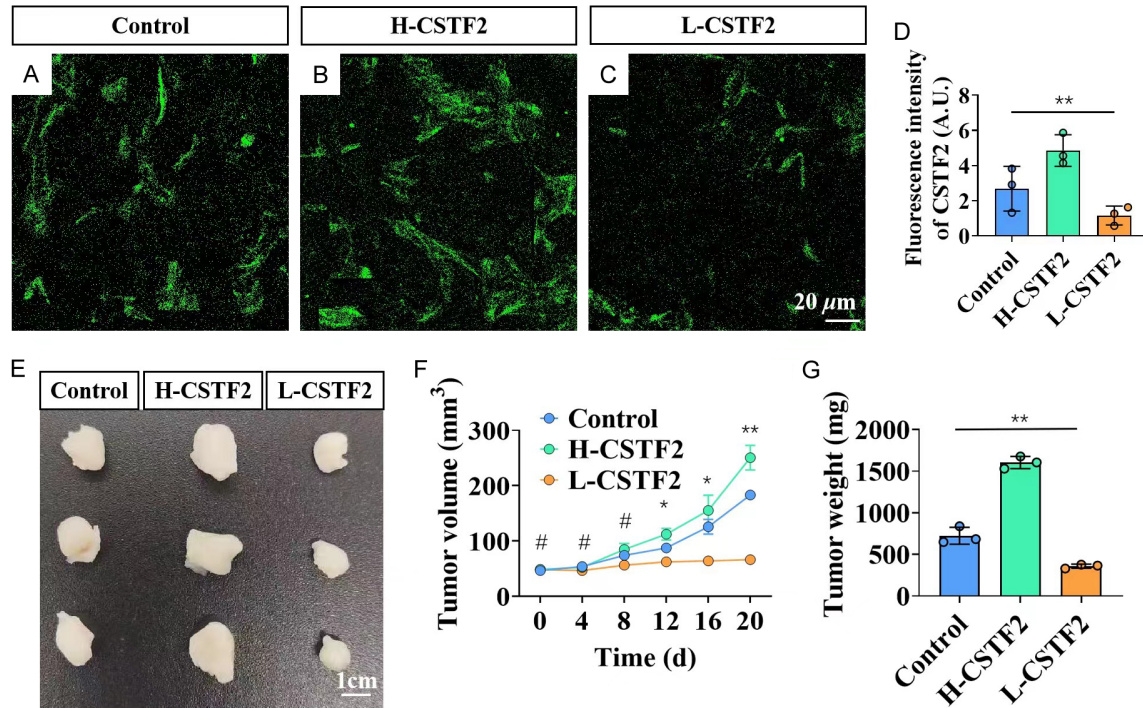 Control
H-CSTF2
L-CSTF2
A
B
C
20 μm
D
Fluorescence intensity
of CSTF2 (A.U.)
8
6
4
2
0
**
Control
H-CSTF2
L-CSTF2
E
Control
H-CSTF2
L-CSTF2
1cm
F
Tumor volume (mm³)
300
200
100
0
Control
H-CSTF2
L-CSTF2
# # # * * **
0 4 8 12 16 20
Time (d)
G
Tumor weight (mg)
2000
1500
1000
500
0
**
Control
H-CSTF2
L-CSTF2